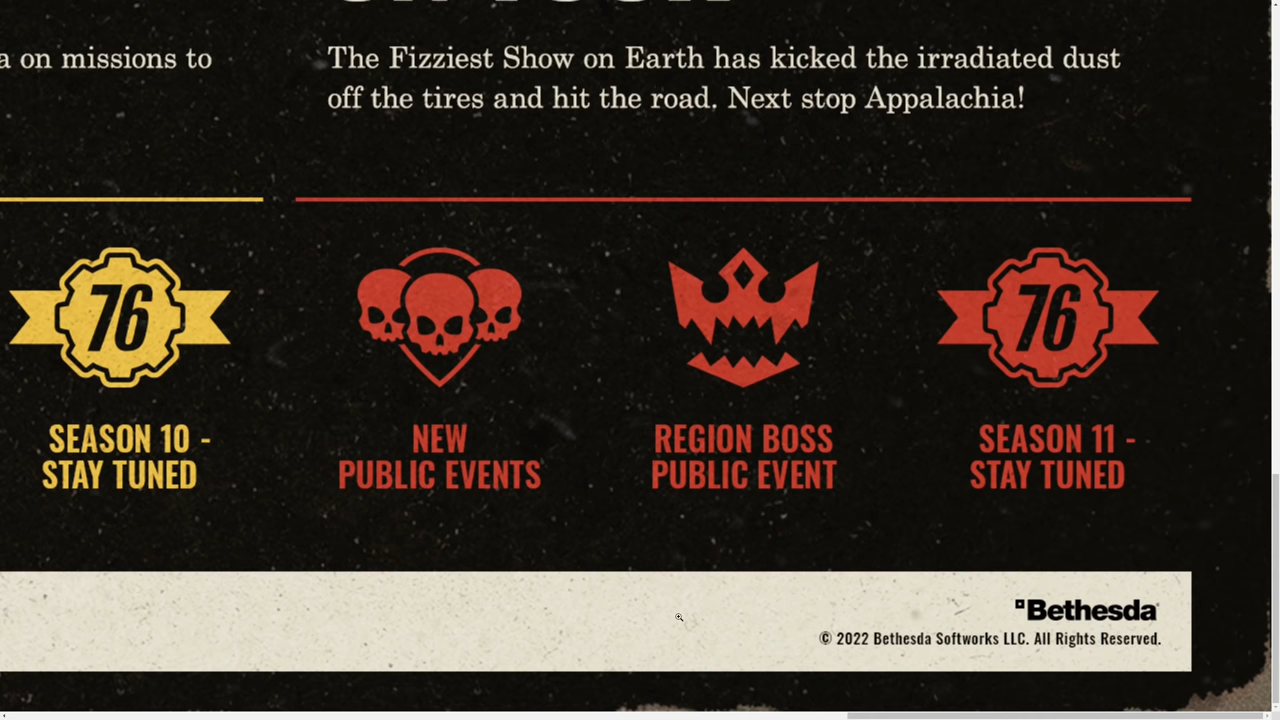 a on missions to
The Fizziest Show on Earth has kicked the irradiated dust
off the tires and hit the road. Next stop Appalachia!
76
SEASON 10 -
STAY TUNED
NEW
PUBLIC EVENTS
REGION BOSS
PUBLIC EVENT
76
SEASON 11 -
STAY TUNED
Bethesda
© 2022 Bethesda Softworks LLC. All Rights Reserved.